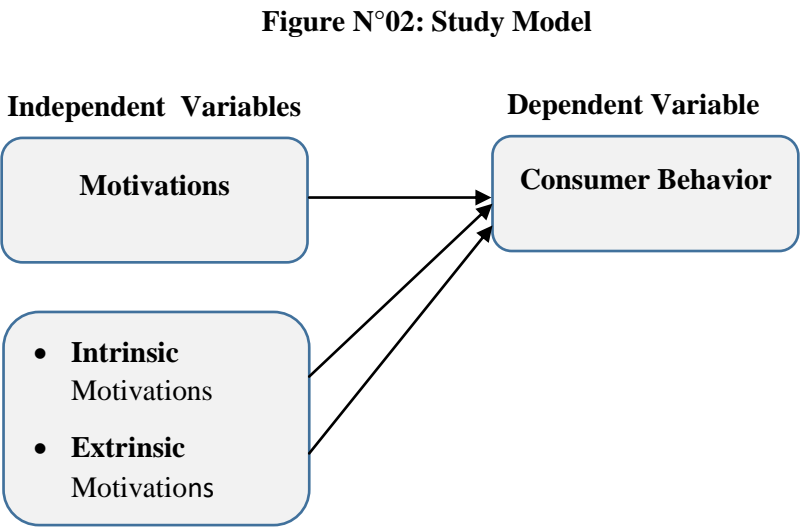 Figure N°02: Study Model
Independent Variables
Dependent Variable
Motivations
Consumer Behavior
• Intrinsic
Motivations
• Extrinsic
Motivations